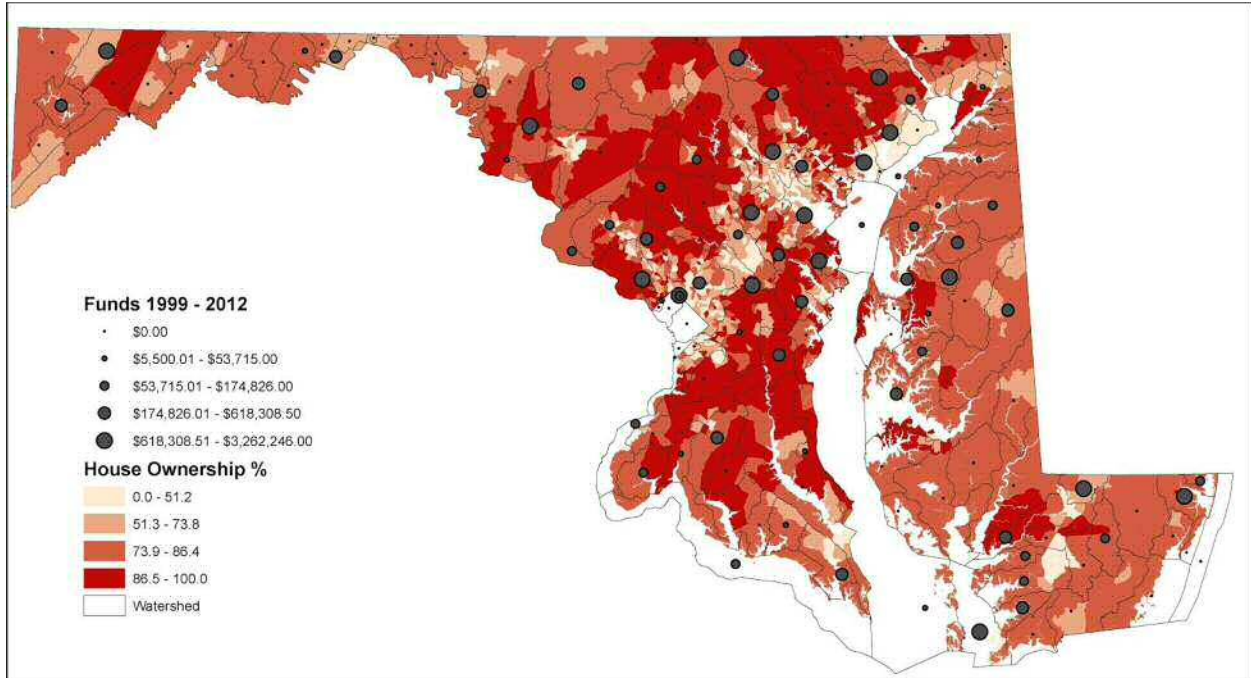 Funds 1999 - 2012
$0.00
$5,500.01 - $53,715.00
$53,715.01 - $174,826.00
$174,826.01 - $618,308.50
$618,308.51 - $3,262,246.00
House Ownership %
0.0 - 51.2
51.3 - 73.8
73.9 - 86.4
86.5 - 100.0
Watershed